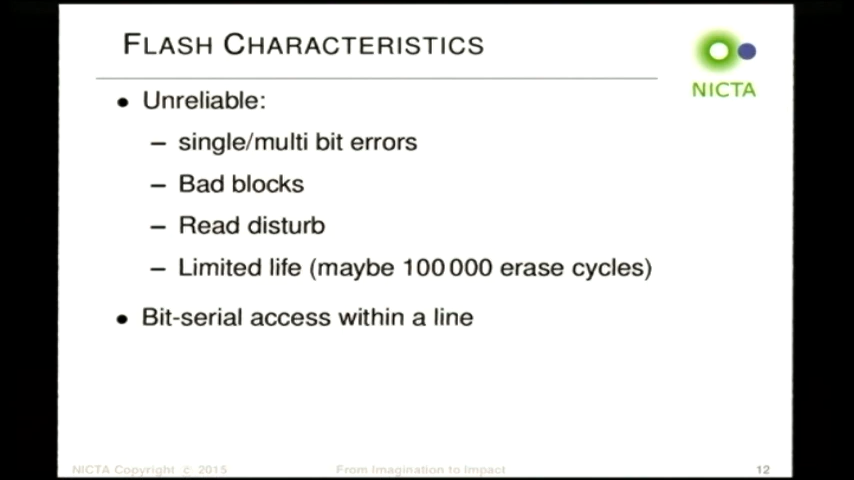 FLASH CHARACTERISTICS
NICTA
• Unreliable:
– single/multi bit errors
– Bad blocks
– Read disturb
– Limited life (maybe 100 000 erase cycles)
• Bit-serial access within a line
NICTA Copyright © 2015
From Imagination to Impact
12